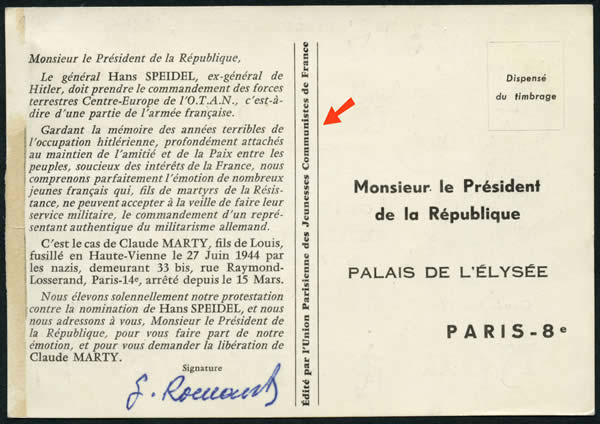 Monsieur le Président de la République,
Le général Hans SPEIDEL, ex-général de
Hitler, doit prendre le commandement des forces
terrestres Centre-Europe de l'O.T.A.N., c'est-à-
dire d'une partie de l'armée française.
Gardant la mémoire des années terribles de
l'occupation hitlérienne, profondément attachés
au maintien de l'amitié et de la Paix entre les
peuples, soucieux des intérêts de la France, nous
comprenons parfaitement l'émotion de nombreux
jeunes français qui, fils de martyrs de la Résis-
tance, ne peuvent accepter à la veille de faire leur
service militaire, le commandement d'un repré-
sentant authentique du militarisme allemand.
C'est le cas de Claude MARTY, fils de Louis,
fusillé en Haute-Vienne le 27 Juin 1944 par
les nazis, demeurant 33 bis, rue Raymond-
Losserand, Paris-14e, arrêté depuis le 15 Mars.
Nous élevons solennellement notre protestation
contre la nomination de Hans SPEIDEL, et nous
nous adressons à vous, Monsieur le Président de
la République, pour vous faire part de notre
émotion, et pour vous demander la libération de
Claude MARTY.
Signature
Édité par l'Union Parisienne des Jeunesses Communistes de France
Dispensé
du timbrage
Monsieur le Président
de la République
PALAIS DE L'ÉLYSÉE
PARIS-8e